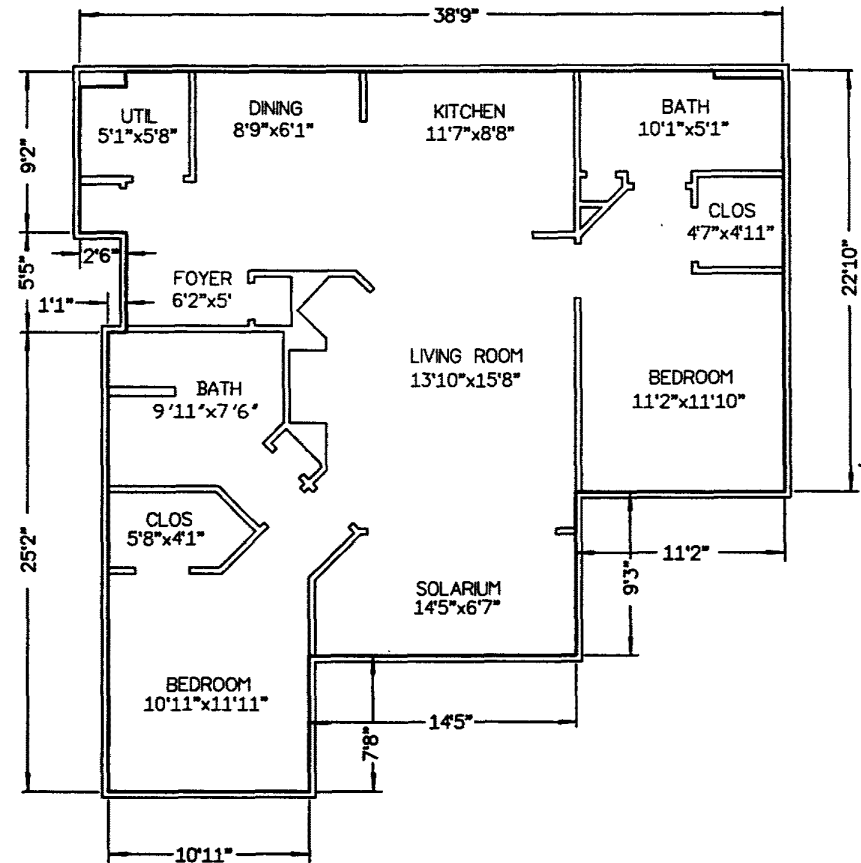 38'9"
UTIL
5'1"x5'8"
DINING
8'9"x6'1"
KITCHEN
11'7"x8'8"
BATH
10'1"x5'1"
9'2"
CLOS
4'7"x4'11"
2'6"
5'5"
22'10"
FOYER
6'2"x5'
1'1"
LIVING ROOM
13'10"x15'8"
BEDROOM
11'2"x11'10"
BATH
9'11"x7'6"
CLOS
5'8"x4'1"
25'2"
11'2"
9'3"
SOLARIUM
14'5"x6'7"
BEDROOM
10'11"x11'11"
14'5"
7'8"
10'11"